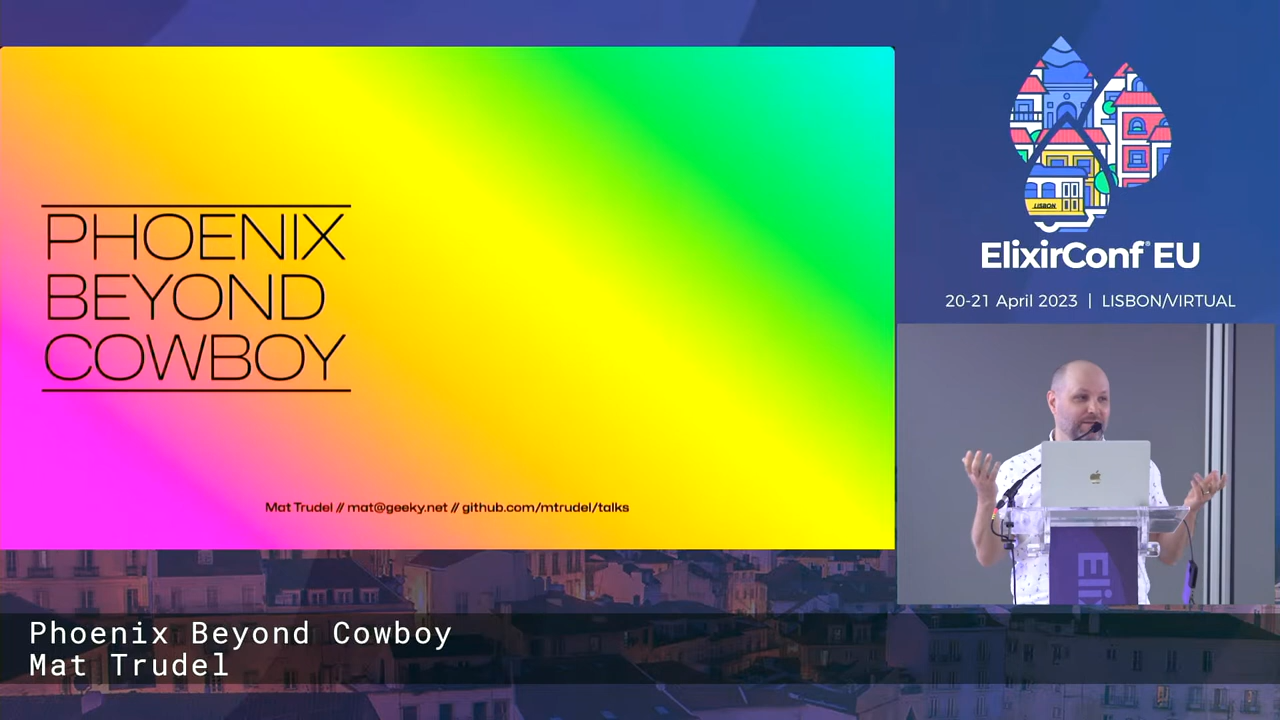 PHOENIX
BEYOND
COWBOY
Mat Trudel // mat@geeky.net // github.com/mtrudel/talks
LISBON
ElixirConf® EU
20-21 April 2023 | LISBON/VIRTUAL
Elix
Phoenix Beyond Cowboy
Mat Trudel